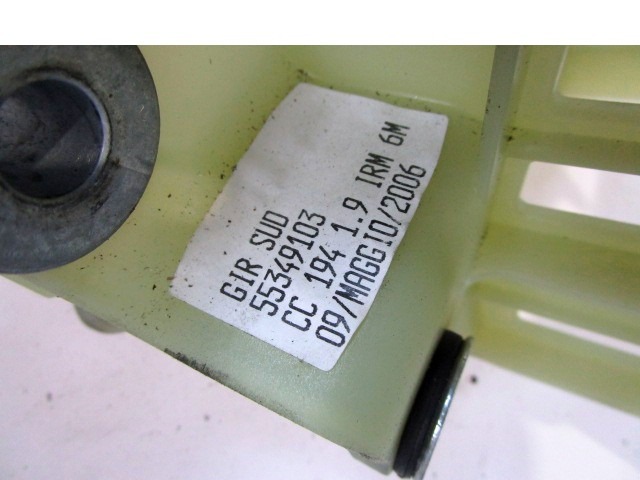 GIR SUD
55349103
CC 194 1.9 IRM 6M
09/MAGGIO/2006